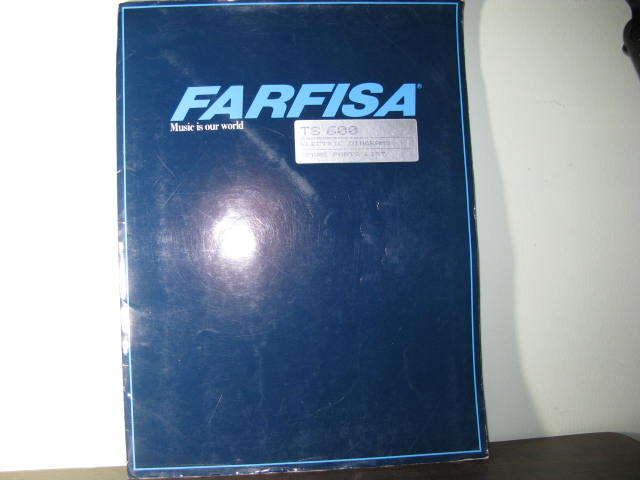 FARFISA®
Music is our world
TS 600
ELECTRIC DIAGRAMS
SPARE PARTS LIST